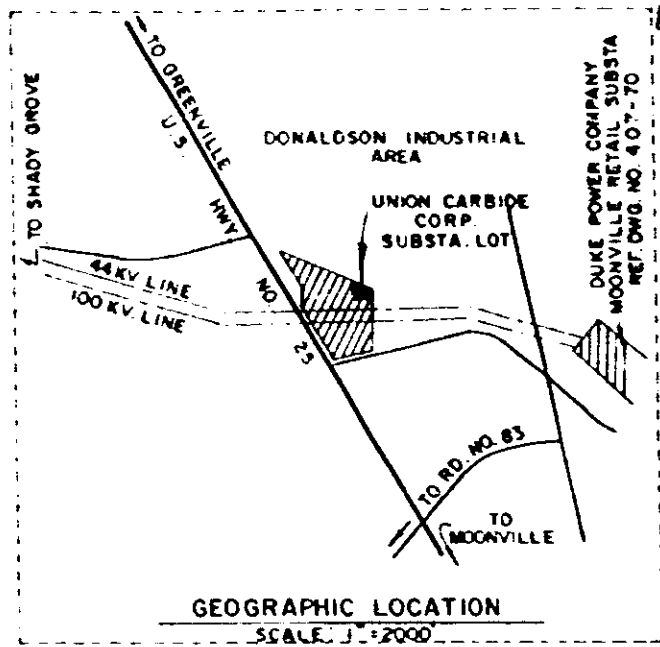 TO GREENVILLE
U.S.
HWY
NO.
25
TO SHADY GROVE
44 KV. LINE
100 KV. LINE
DONALDSON INDUSTRIAL
AREA
UNION CARBIDE
CORP.
SUBSTA. LOT
DUKE POWER COMPANY
MOONVILLE RETAIL SUBSTA
REF. DWG. NO. 407-70
TO RD. NO. 83
TO
MOONVILLE
GEOGRAPHIC LOCATION
SCALE: 1"=2000'